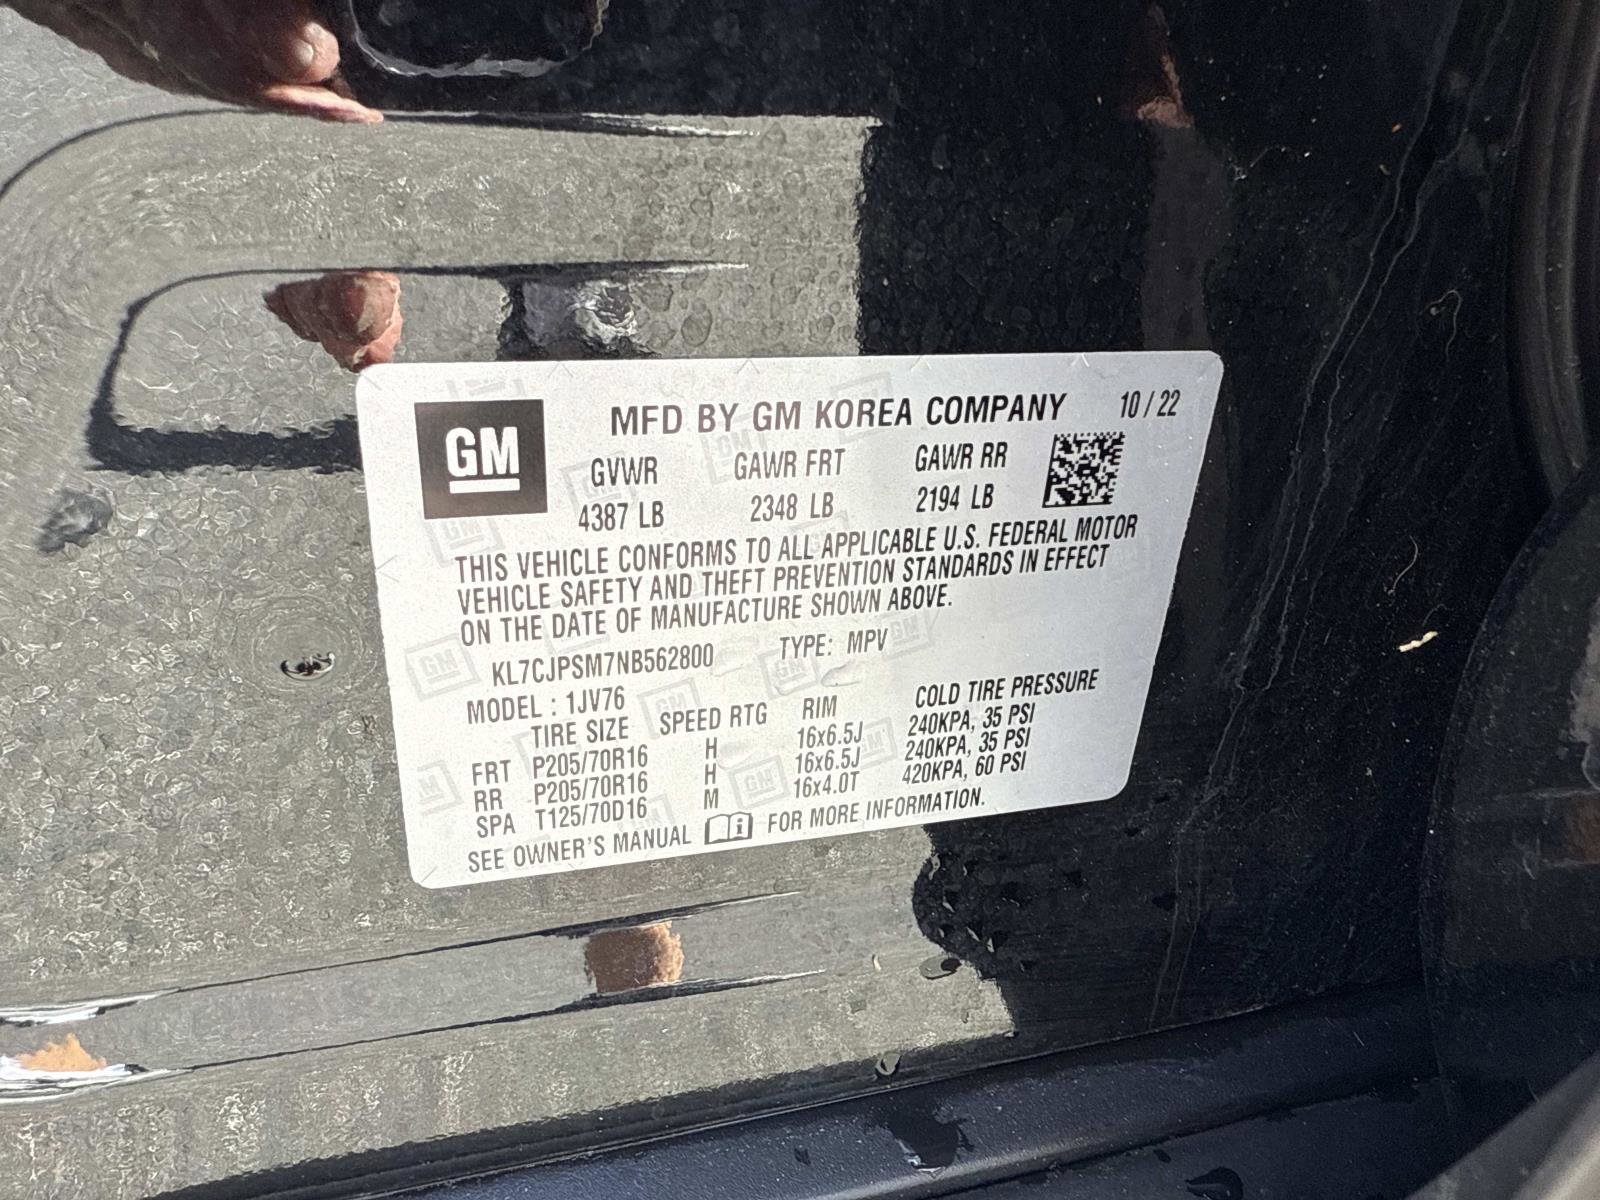 GM
MFD BY GM KOREA COMPANY 10 / 22
GVWR GAWR FRT GAWR RR
4387 LB 2348 LB 2194 LB
THIS VEHICLE CONFORMS TO ALL APPLICABLE U.S. FEDERAL MOTOR
VEHICLE SAFETY AND THEFT PREVENTION STANDARDS IN EFFECT
ON THE DATE OF MANUFACTURE SHOWN ABOVE.
KL7CJPSM7NB562800 TYPE: MPV
MODEL : 1JV76
TIRE SIZE SPEED RTG RIM COLD TIRE PRESSURE
FRT P205/70R16 H 16x6.5J 240KPA, 35 PSI
RR P205/70R16 H 16x6.5J 240KPA, 35 PSI
SPA T125/70D16 M 16x4.0T 420KPA, 60 PSI
SEE OWNER'S MANUAL FOR MORE INFORMATION.